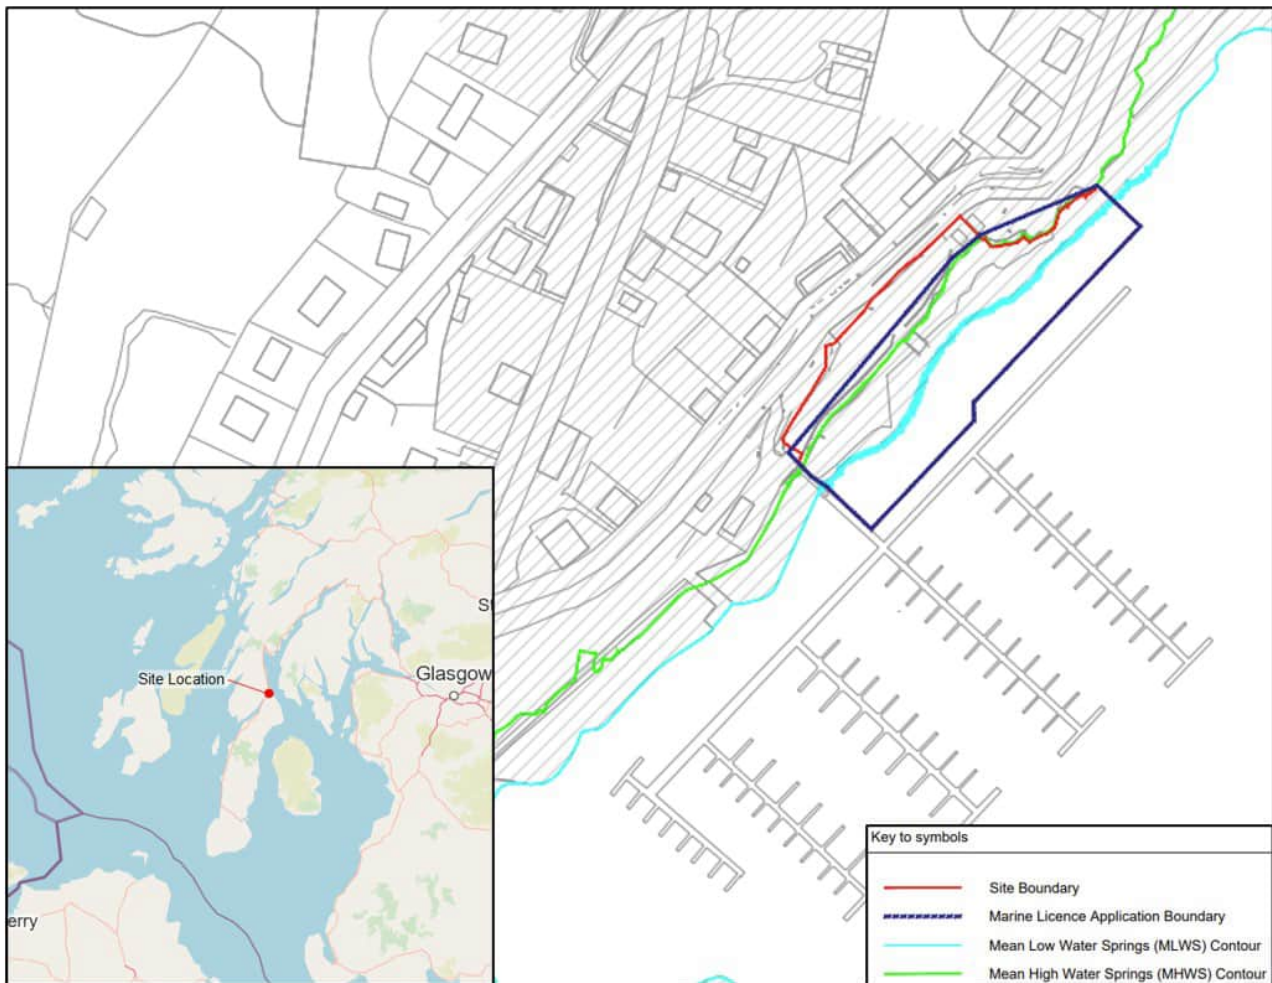 Site Location
Glasgow
erry
Key to symbols
Site Boundary
Marine Licence Application Boundary
Mean Low Water Springs (MLWS) Contour
Mean High Water Springs (MHWS) Contour